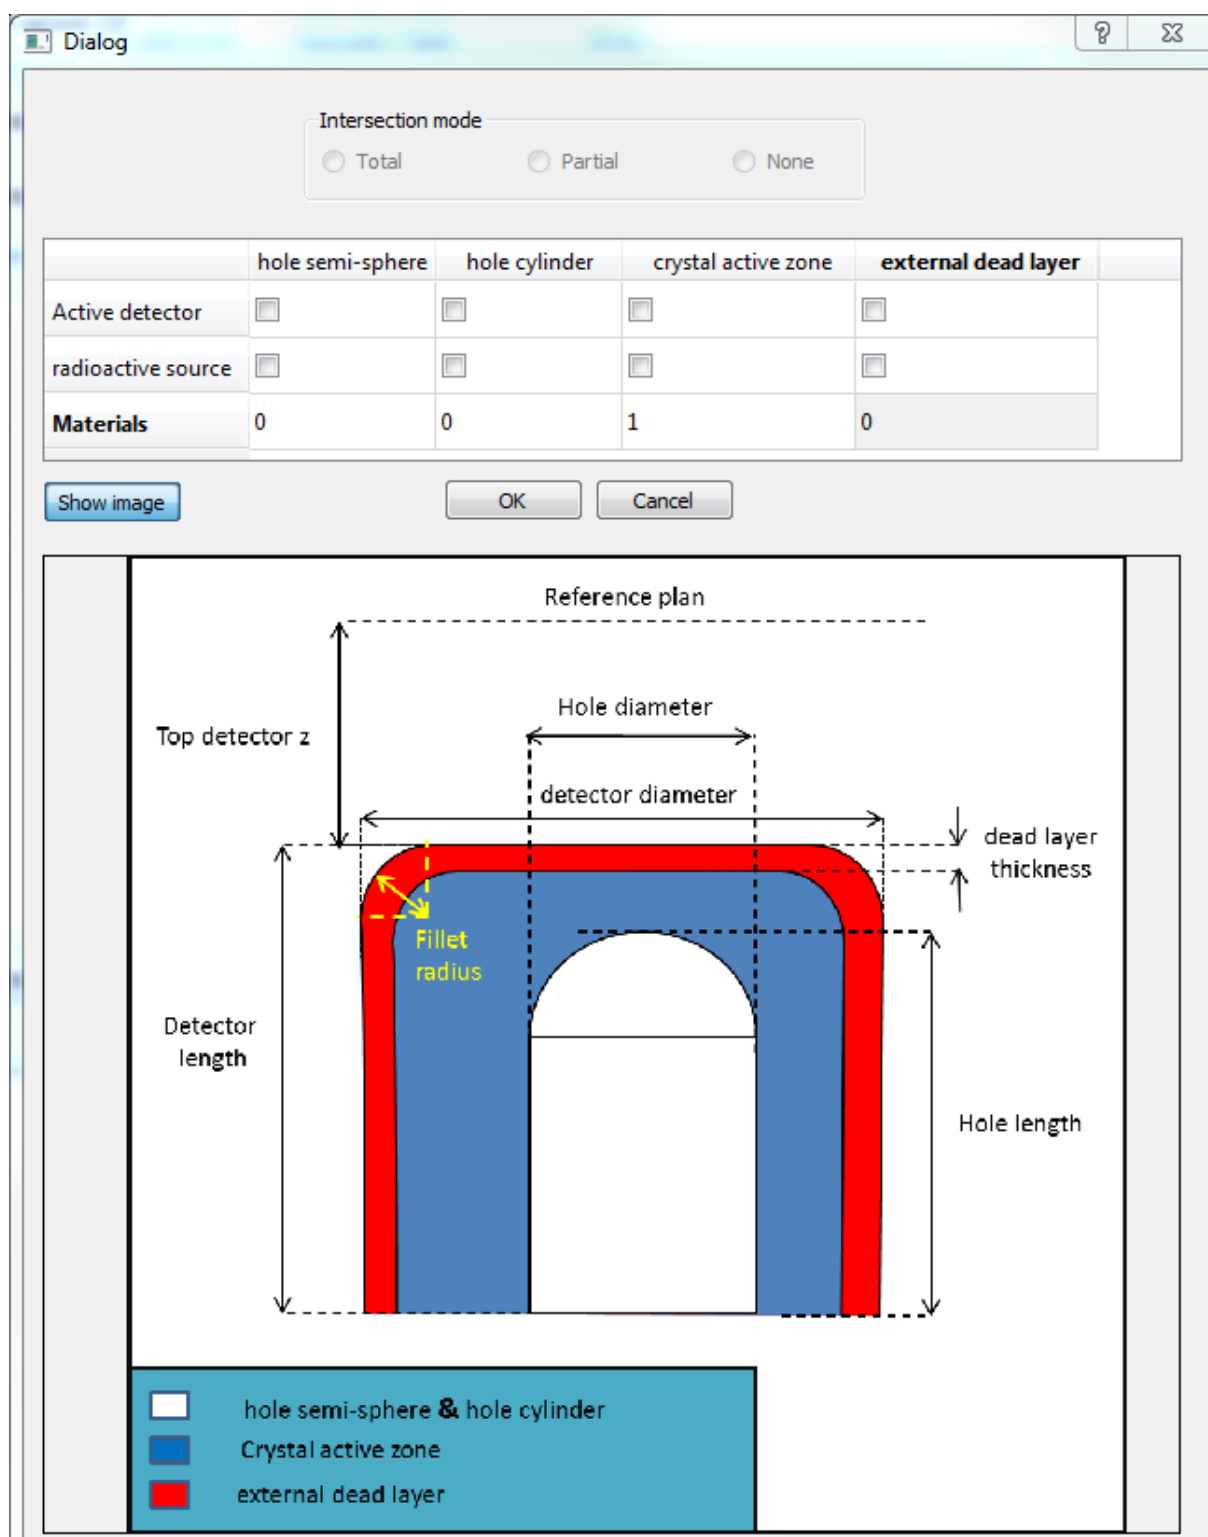 Dialog
Intersection mode
Total Partial None
hole semi-sphere hole cylinder crystal active zone external dead layer
Active detector
radioactive source
Materials 0 0 1 0
Show image OK Cancel
Reference plan
Hole diameter
Top detector z
detector diameter
dead layer
thickness
Fillet
radius
Detector
length
Hole length
hole semi-sphere & hole cylinder
Crystal active zone
external dead layer